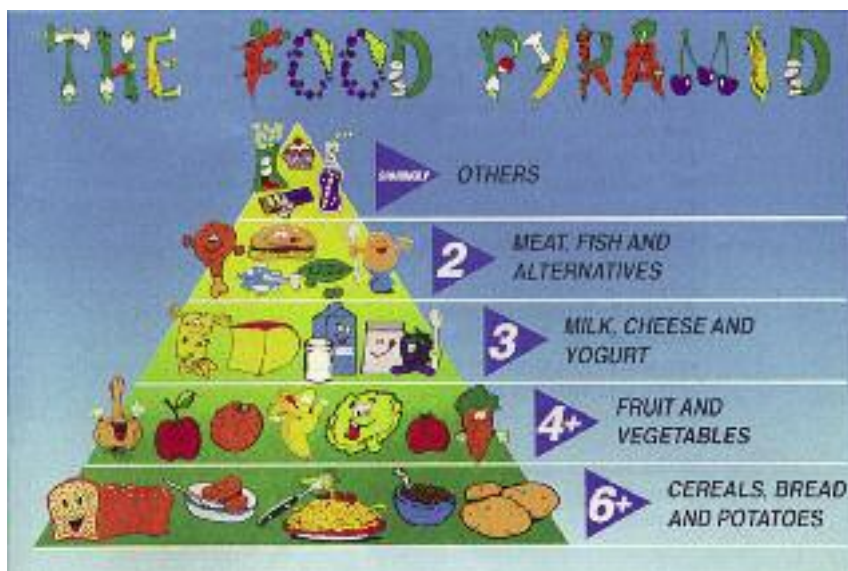 THE FOOD PYRAMID
SPARINGLY
OTHERS
2
MEAT, FISH AND
ALTERNATIVES
3
MILK, CHEESE AND
YOGURT
4+
FRUIT AND
VEGETABLES
6+
CEREALS, BREAD
AND POTATOES